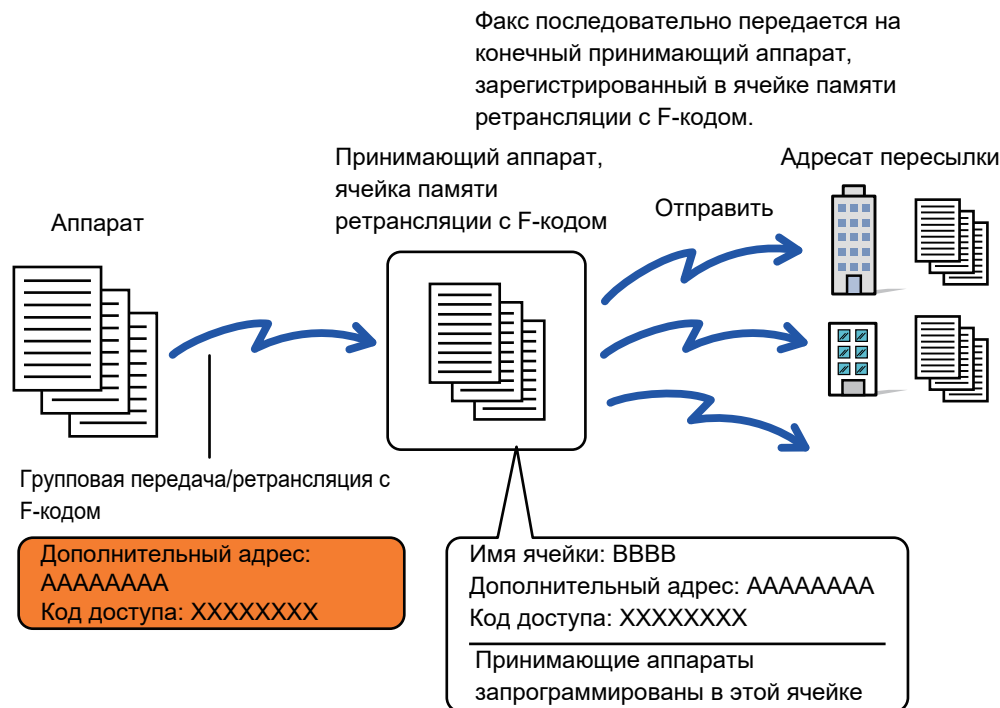 Факс последовательно передается на
конечный принимающий аппарат,
зарегистрированный в ячейке памяти
ретрансляции с F-кодом.
Принимающий аппарат,
ячейка памяти
ретрансляции с F-кодом
Адресат пересылки
Отправить
Аппарат
Групповая передача/ретрансляция с
F-кодом
Дополнительный адрес:
AAAAAAAA
Код доступа: XXXXXXXX
Имя ячейки: BBBB
Дополнительный адрес: AAAAAAAA
Код доступа: XXXXXXXX
Принимающие аппараты
запрограммированы в этой ячейке